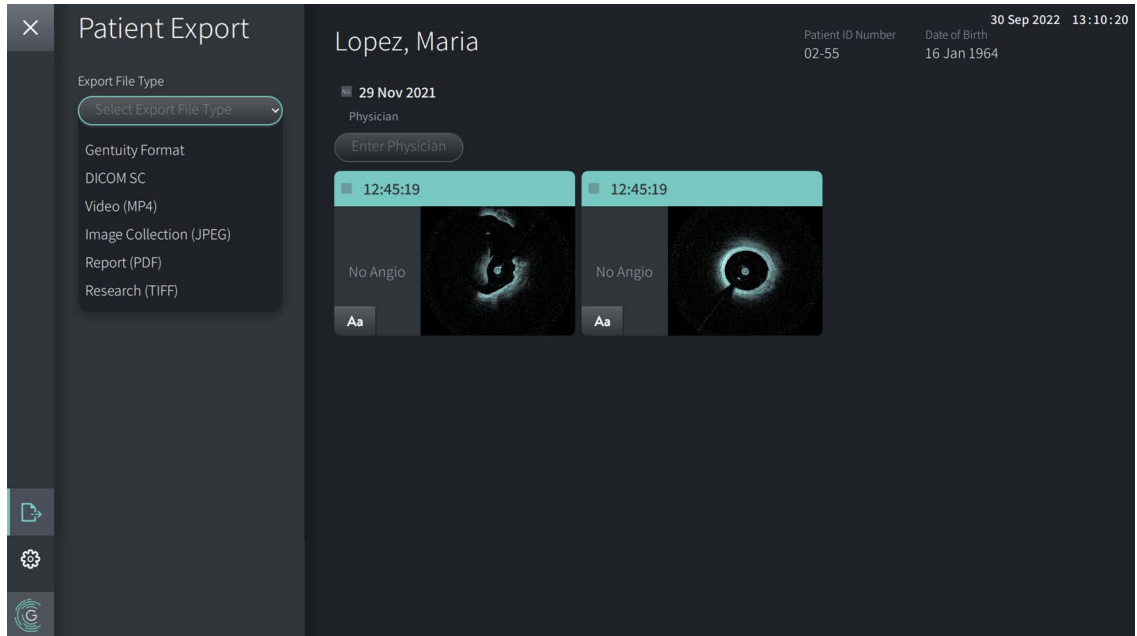 Patient Export
Export File Type
Select Export File Type
Gentuity Format
DICOM SC
Video (MP4)
Image Collection (JPEG)
Report (PDF)
Research (TIFF)
G
30 Sep 2022 13:10:20
Lopez, Maria
Patient ID Number
02-55
Date of Birth
16 Jan 1964
ALL 29 Nov 2021
Physician
Enter Physician
12:45:19
No Angio
Aa
12:45:19
No Angio
Aa